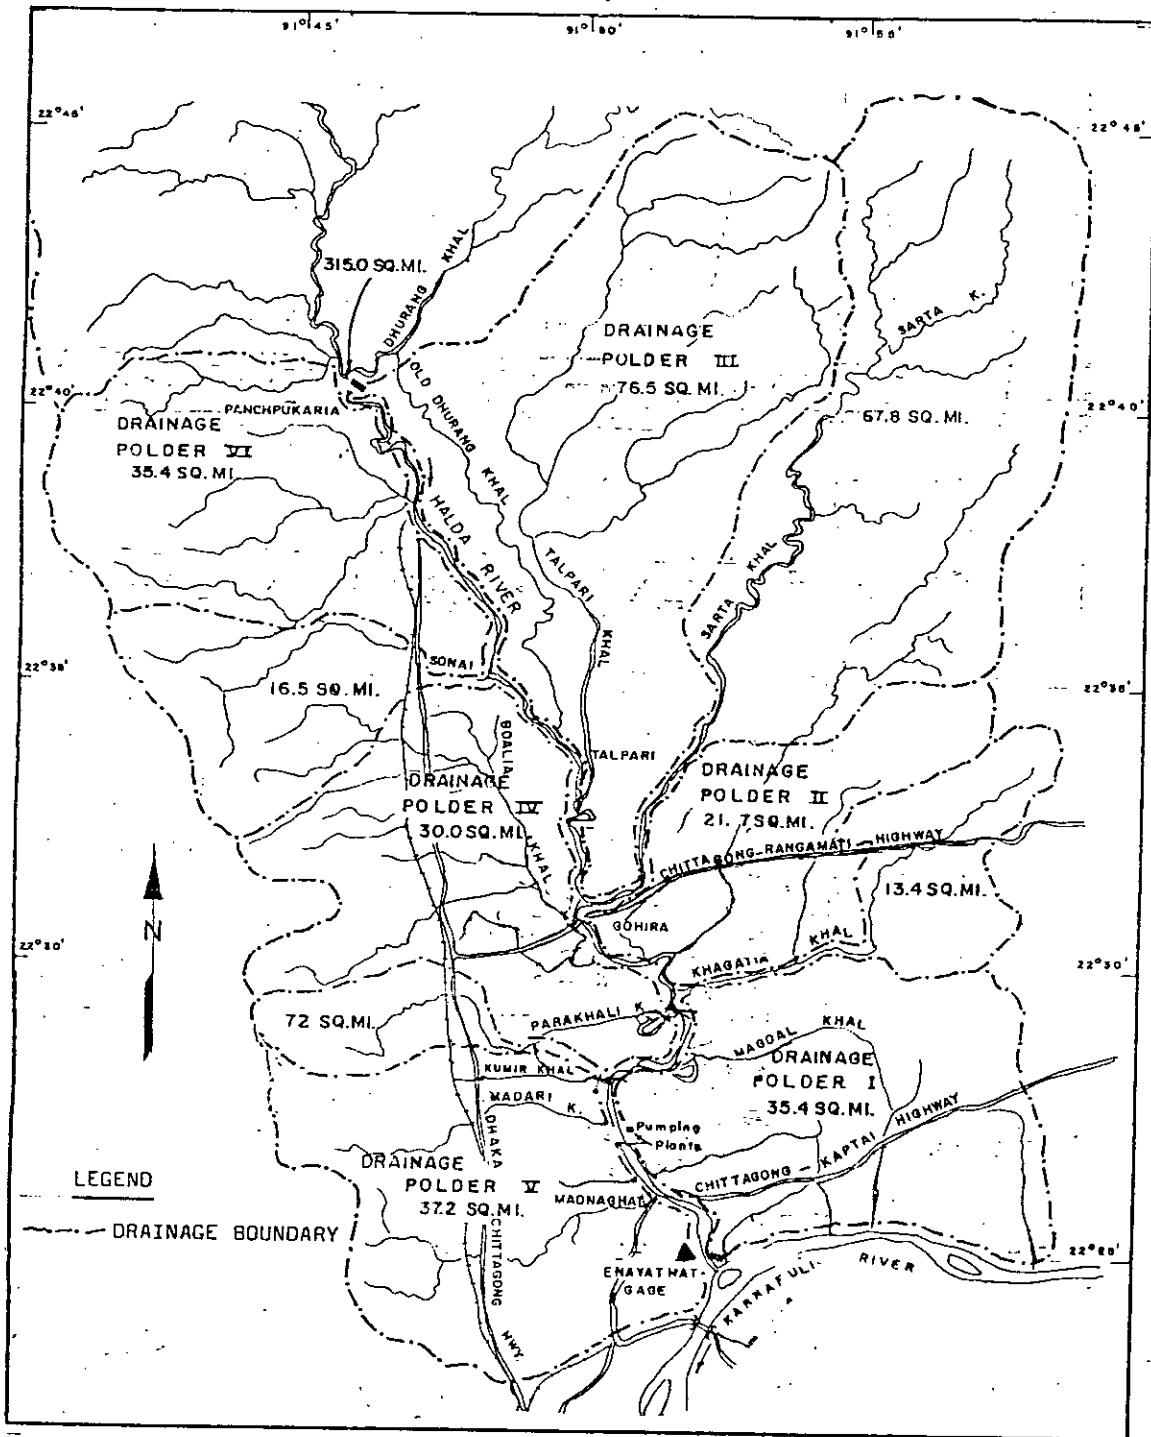 91°45'
91°50'
91°55'
22°45'
22°45'
DHURANG KHAL
315.0 SQ.MI.
SARTA K.
DRAINAGE
POLDER III
76.5 SQ.MI.
OLD DHURANG KHAL
22°40'
22°40'
PANCHPUKARIA
67.8 SQ.MI.
DRAINAGE
POLDER VI
35.4 SQ.MI.
HALDA RIVER
TALPARI KHAL
SARTA KHAL
22°35'
22°35'
SONAI
16.5 SQ.MI.
BOALIA KHAL
TALPARI
DRAINAGE
POLDER IV
30.0 SQ.MI.
DRAINAGE
POLDER II
21.7 SQ.MI.
CHITTAGONG-RANGAMATI HIGHWAY
13.4 SQ.MI.
N
GOHIRA
22°30'
22°30'
KHAGATIA KHAL
72 SQ.MI.
PARAKHALI K.
MAGDAL KHAL
KUMIR KHAL
DRAINAGE
POLDER I
35.4 SQ.MI.
MADARI K.
Pumping
Plants
DHAKA CHITTAGONG HWY.
CHITTAGONG - KAPTAI HIGHWAY
LEGEND
DRAINAGE
POLDER V
37.2 SQ.MI.
MADNAGHAT
DRAINAGE BOUNDARY
22°25'
ENAYATHAT
GAGE
KARNAFULI RIVER